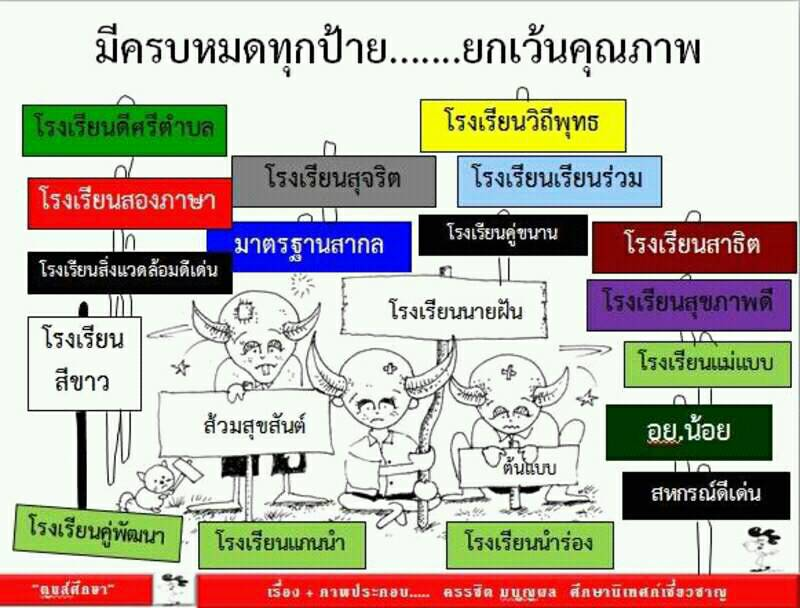 มีครบหมดทุกป้าย.......ยกเว้นคุณภาพ
โรงเรียนดีศรีตำบล
โรงเรียนวิถีพุทธ
โรงเรียนสุจริต
โรงเรียนเรียนร่วม
โรงเรียนสองภาษา
มาตรฐานสากล
โรงเรียนคู่ขนาน
โรงเรียนสาธิต
โรงเรียนสิ่งแวดล้อมดีเด่น
โรงเรียนสุขภาพดี
โรงเรียนนายฝัน
โรงเรียน
สีขาว
โรงเรียนแม่แบบ
ส้วมสุขสันต์
อย.น้อย
ต้นแบบ
สหกรณ์ดีเด่น
โรงเรียนคู่พัฒนา
โรงเรียนแกนนำ
โรงเรียนนำร่อง
"ตูนส์ศึกษา"
เรื่อง + ภาพประกอบ..... ครรชิต มนูญผล ศึกษานิเทศก์เชี่ยวชาญ